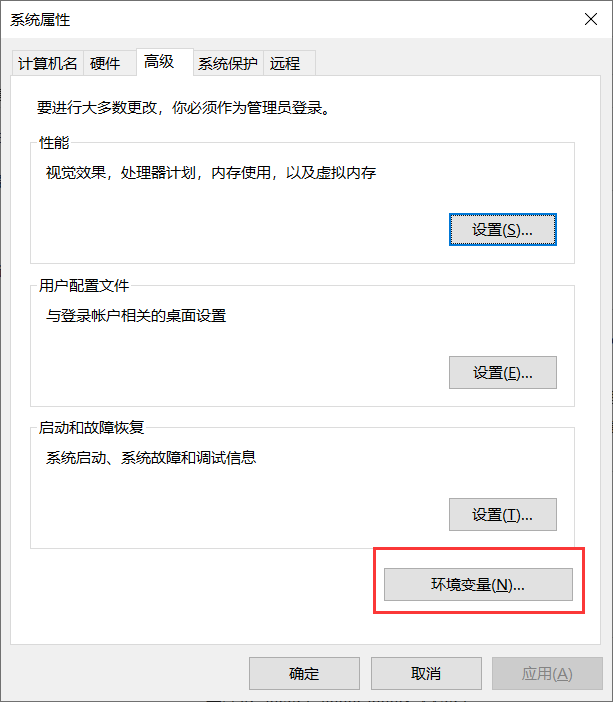 系统属性
计算机名 硬件 高级 系统保护 远程
要进行大多数更改，你必须作为管理员登录。
性能
视觉效果，处理器计划，内存使用，以及虚拟内存
设置(S)...
用户配置文件
与登录帐户相关的桌面设置
设置(E)...
启动和故障恢复
系统启动、系统故障和调试信息
设置(T)...
环境变量(N)...
确定 取消 应用(A)